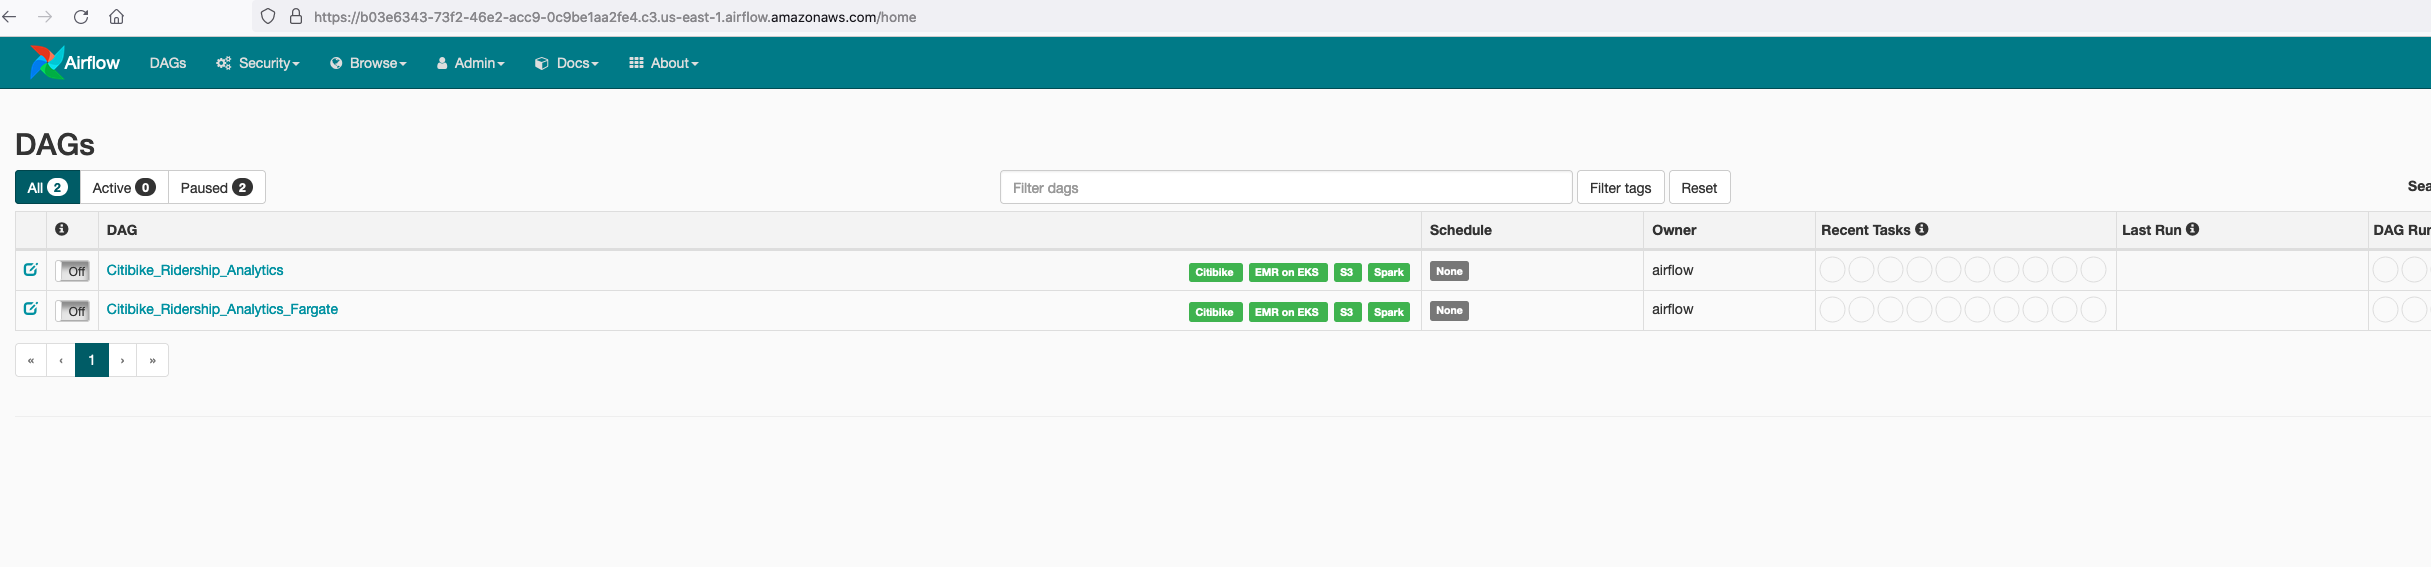 https://b03e6343-73f2-46e2-acc9-0c9be1aa2fe4.c3.us-east-1.airflow.amazonaws.com/home
Airflow DAGs Security Browse Admin Docs About
DAGs
All 2 Active 0 Paused 2 Filter dags Filter tags Reset Sea
DAG Schedule Owner Recent Tasks Last Run DAG Run
Off Citibike_Ridership_Analytics Citibike EMR on EKS S3 Spark None airflow
Off Citibike_Ridership_Analytics_Fargate Citibike EMR on EKS S3 Spark None airflow
« ‹ 1 › »